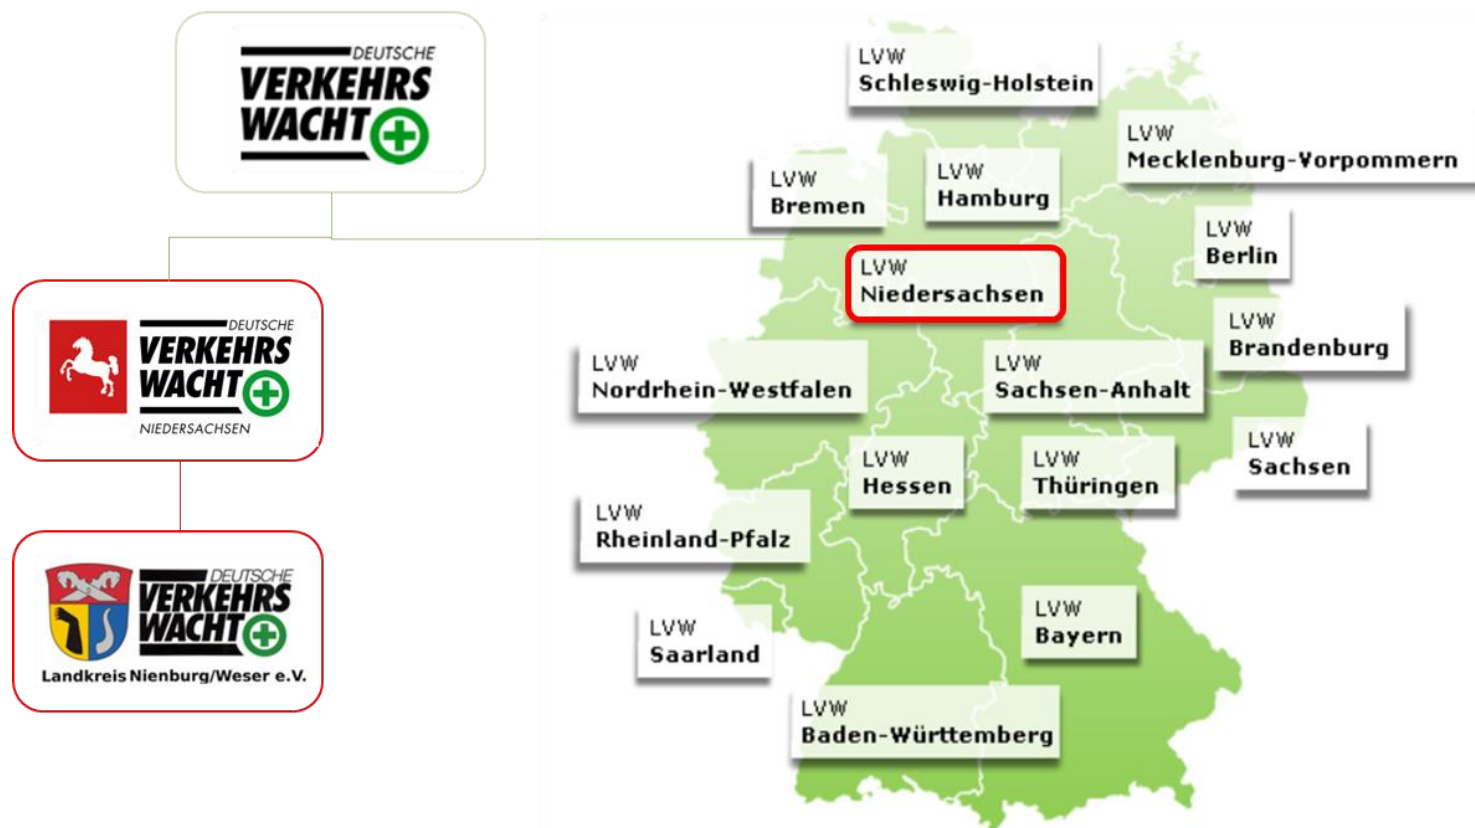 DEUTSCHE
VERKEHRS
WACHT
DEUTSCHE
VERKEHRS
WACHT
NIEDERSACHSEN
DEUTSCHE
VERKEHRS
WACHT
Landkreis Nienburg/Weser e.V.
LVW
Schleswig-Holstein
LVW
Mecklenburg-Vorpommern
LVW
Bremen
LVW
Hamburg
LVW
Berlin
LVW
Niedersachsen
LVW
Brandenburg
LVW
Nordrhein-Westfalen
LVW
Sachsen-Anhalt
LVW
Sachsen
LVW
Hessen
LVW
Thüringen
LVW
Rheinland-Pfalz
LVW
Saarland
LVW
Bayern
LVW
Baden-Württemberg